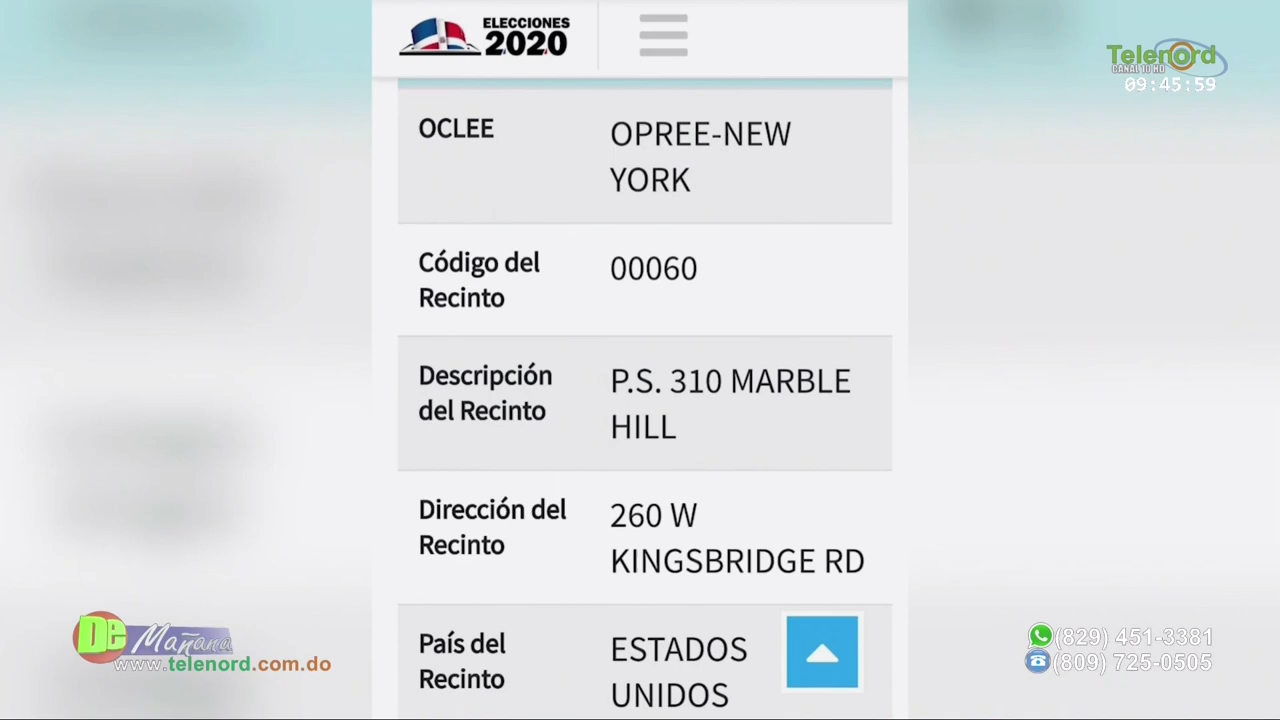 ELECCIONES
2020
Telenord
CANAL 10 HD
09:45:59
OCLEE
OPREE-NEW
YORK
Código del
Recinto
00060
Descripción
del Recinto
P.S. 310 MARBLE
HILL
Dirección del
Recinto
260 W
KINGSBRIDGE RD
País del
Recinto
ESTADOS
UNIDOS
De Mañana
www.telenord.com.do
(829) 451-3381
(809) 725-0505